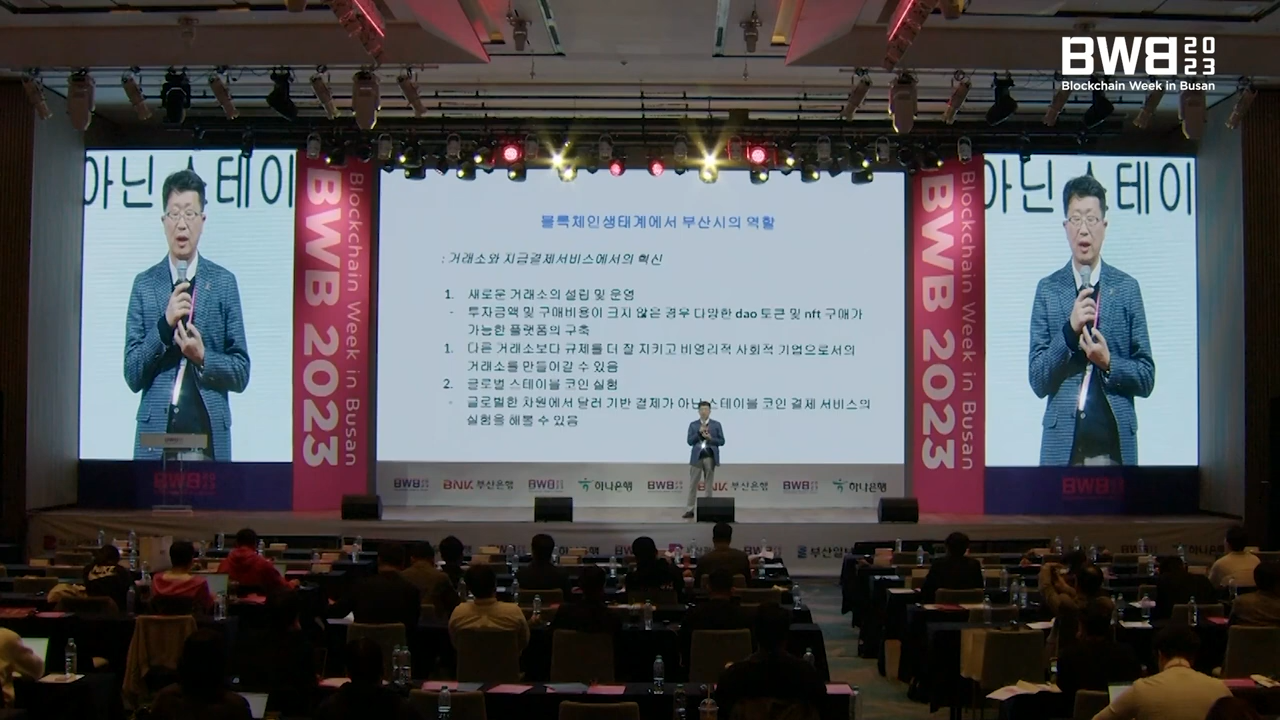 BWB 20 23
Blockchain Week in Busan
아닌 스테이
BWB 2023
Blockchain Week in Busan
블록체인생태계에서 부산시의 역할
: 거래소와 지급결제서비스에서의 혁신
1. 새로운 거래소의 설립 및 운영
- 투자금액 및 구매비용이 크지 않은 경우 다양한 dao 토큰 및 nft 구매가
가능한 플랫폼의 구축
1. 다른 거래소보다 규제를 더 잘 지키고 비영리적 사회적 기업으로서의
거래소를 만들어갈 수 있음
2. 글로벌 스테이블 코인 실험
- 글로벌한 차원에서 달러 기반 결제가 아닌 스테이블 코인 결제 서비스의
실험을 해볼 수 있음
BWB 2023
Blockchain Week in Busan
아닌 스테이
BWB BNK 부산은행 BWB 하나은행 BWB BNK 부산은행 BWB 하나은행
BWB
BWB
BWB 하나은행